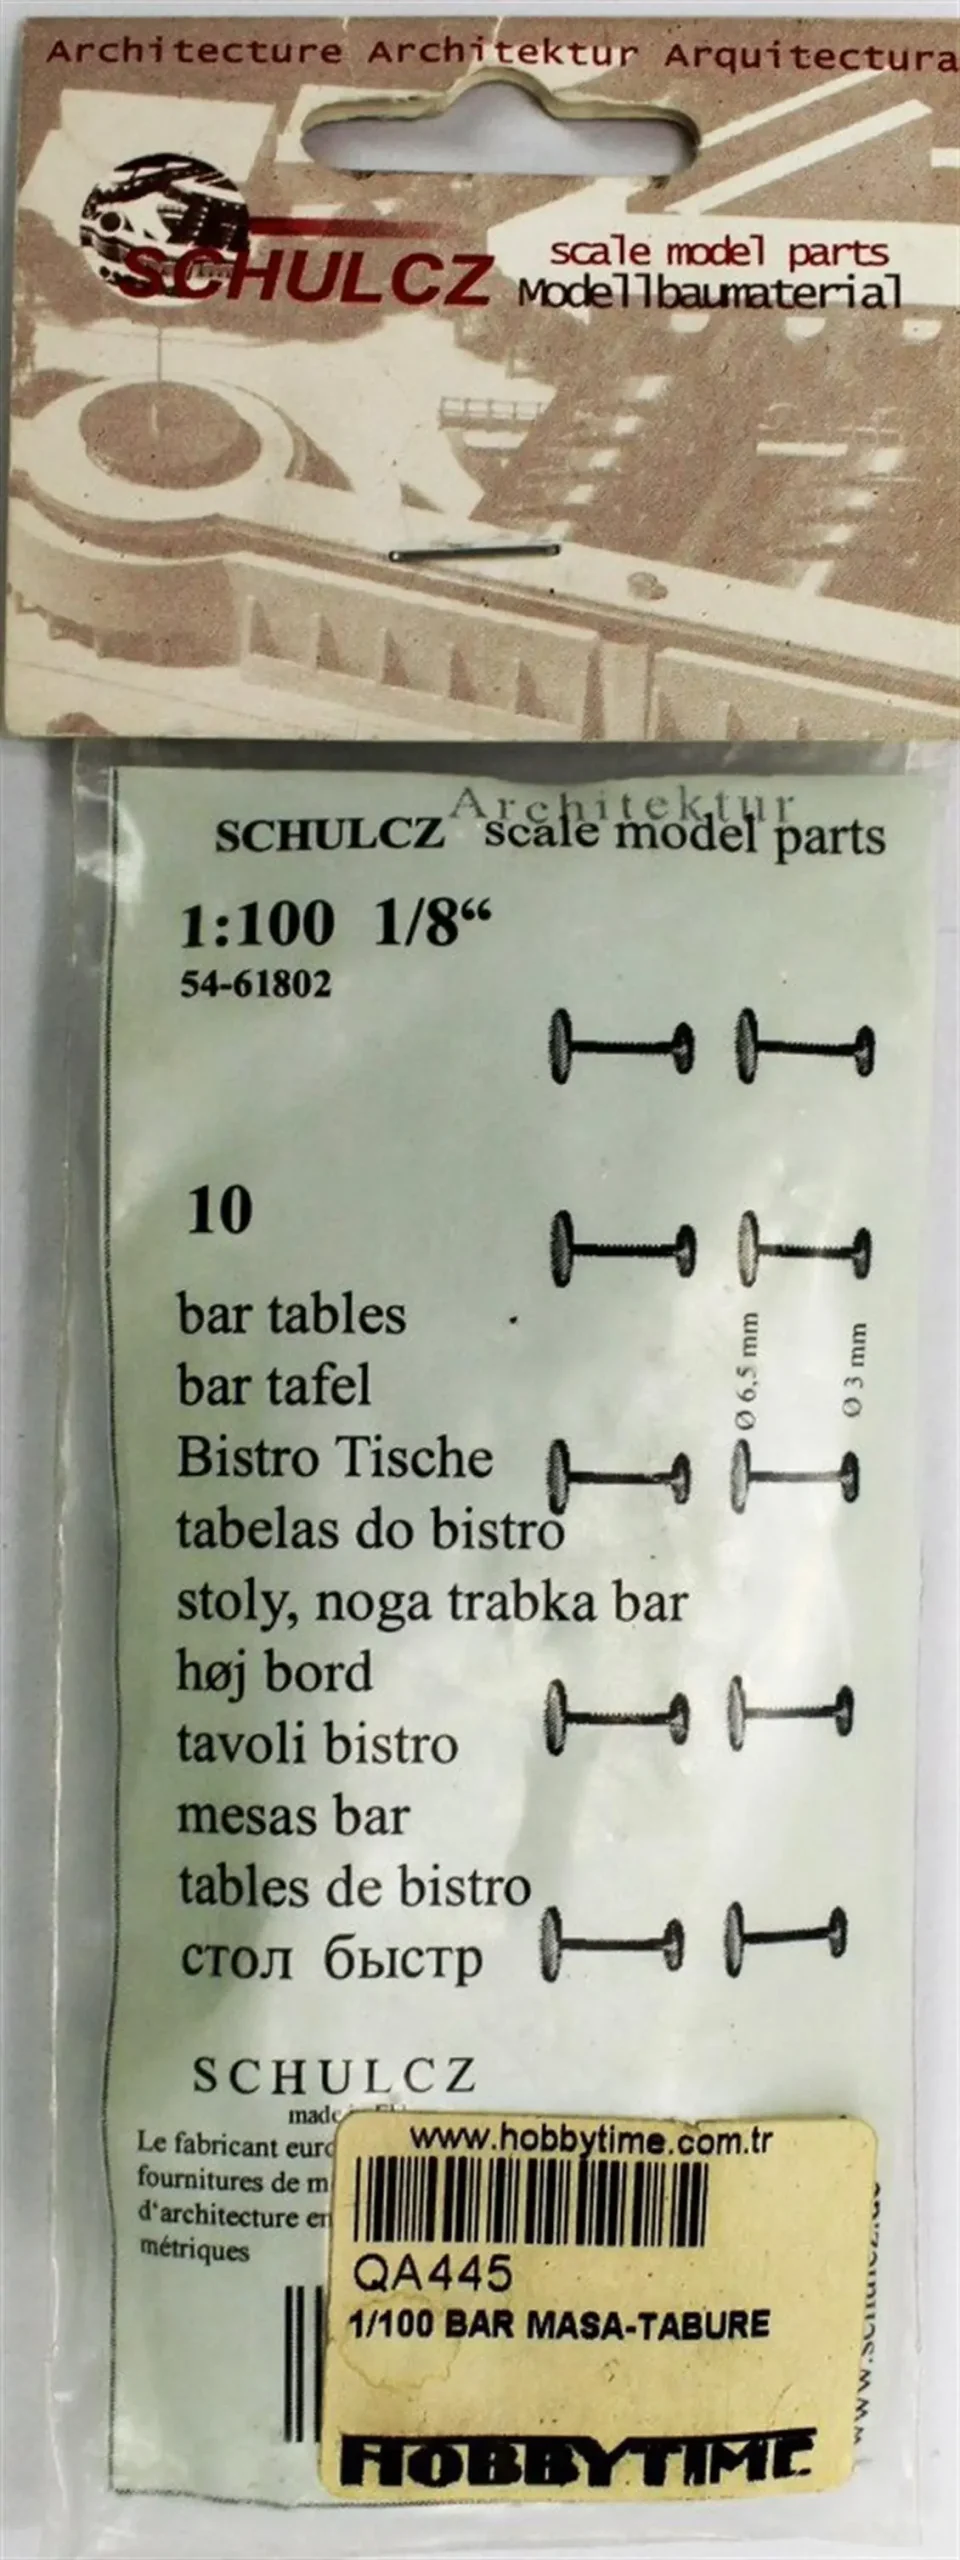 Architecture Architektur Arquitectura
SCHULCZ
scale model parts
Modellbaumaterial
Architektur
SCHULCZ scale model parts
1:100 1/8“
54-61802
10
bar tables
bar tafel
Bistro Tische
tabelas do bistro
stoly, noga trabka bar
høj bord
tavoli bistro
mesas bar
tables de bistro
стол быстр
Ø 6,5 mm
Ø 3 mm
SCHULCZ
made
Le fabricant
fournitures de
d‘architecture
métriques
www.hobbytime.com.tr
QA445
1/100 BAR MASA-TABURE
HOBBYTIME